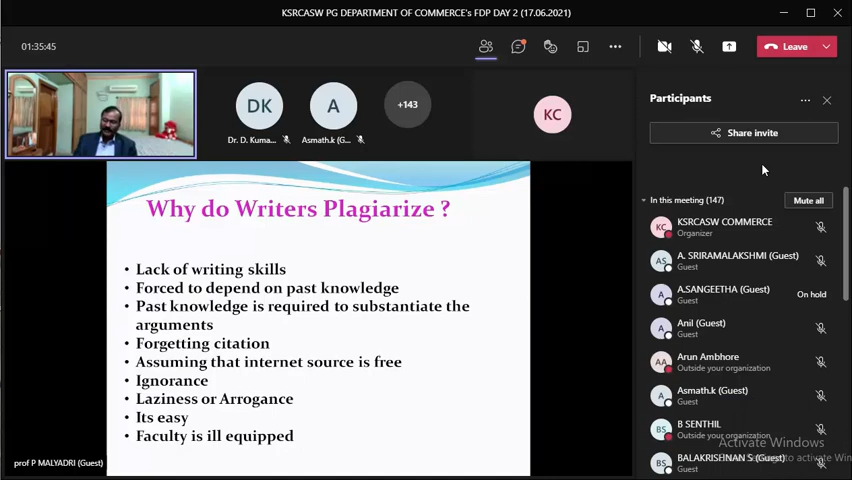 KSRCASW PG DEPARTMENT OF COMMERCE's FDP DAY 2 (17.06.2021)
01:35:45
Leave
DK
A
+143
KC
Dr. D. Kuma...
Asmath.k (G...
Participants
Share invite
In this meeting (147)
Mute all
KC
KSRCASW COMMERCE
Organizer
AS
A. SRIRAMALAKSHMI (Guest)
Guest
A
A.SANGEETHA (Guest)
Guest
On hold
A
Anil (Guest)
Guest
AA
Arun Ambhore
Outside your organization
A
Asmath.k (Guest)
Guest
BS
B SENTHIL
Outside your organization
BS
BALAKRISHNAN S (Guest)
Guest
Activate Windows
Why do Writers Plagiarize ?
• Lack of writing skills
• Forced to depend on past knowledge
• Past knowledge is required to substantiate the
arguments
• Forgetting citation
• Assuming that internet source is free
• Ignorance
• Laziness or Arrogance
• Its easy
• Faculty is ill equipped
prof P MALYADRI (Guest)